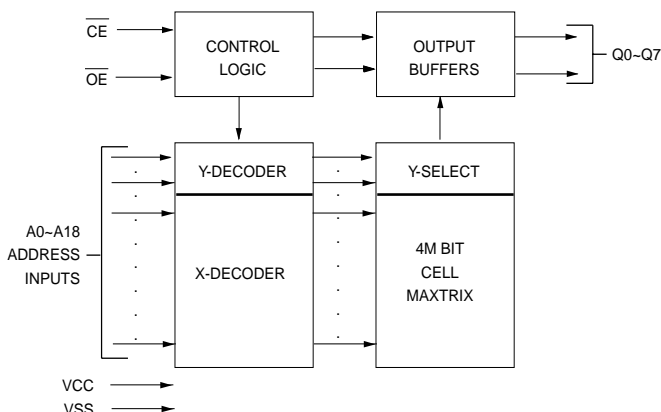 CE
CONTROL
LOGIC
OUTPUT
BUFFERS
Q0~Q7
OE
Y-DECODER
Y-SELECT
A0~A18
ADDRESS
INPUTS
X-DECODER
4M BIT
CELL
MAXTRIX
VCC
VSS